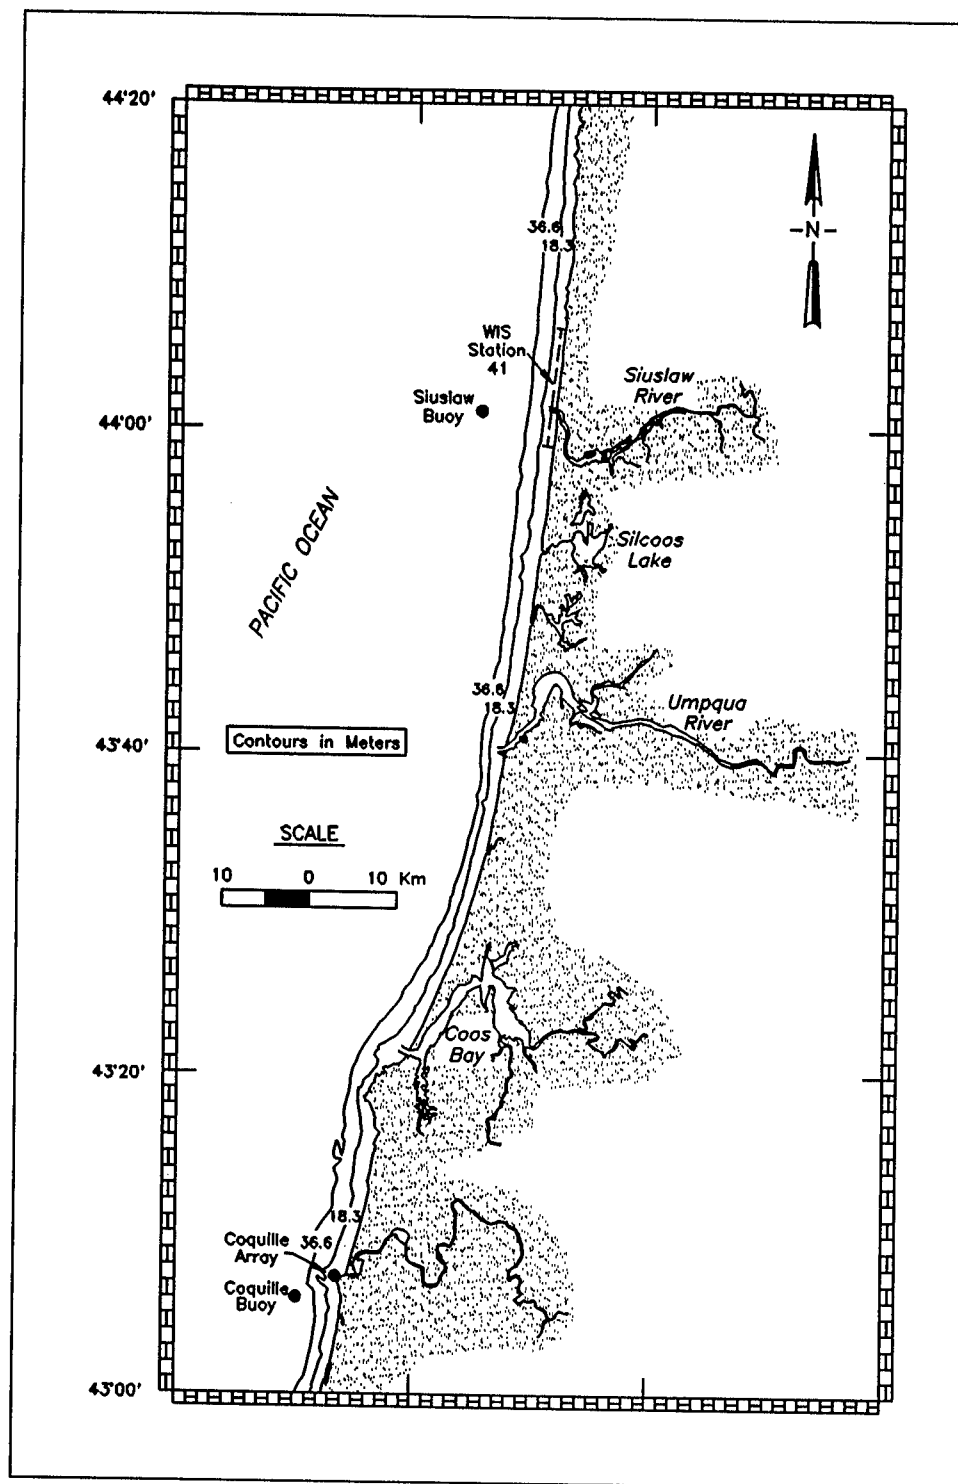 44°20'
36.6
18.3
-N-
WIS
Station
41
Siuslaw
Buoy
Siuslaw
River
44°00'
PACIFIC OCEAN
Silcoos
Lake
36.6
18.3
Umpqua
River
Contours in Meters
43°40'
SCALE
10 0 10 Km
Coos
Bay
43°20'
18.3
36.6
Coquille
Array
Coquille
Buoy
43°00'